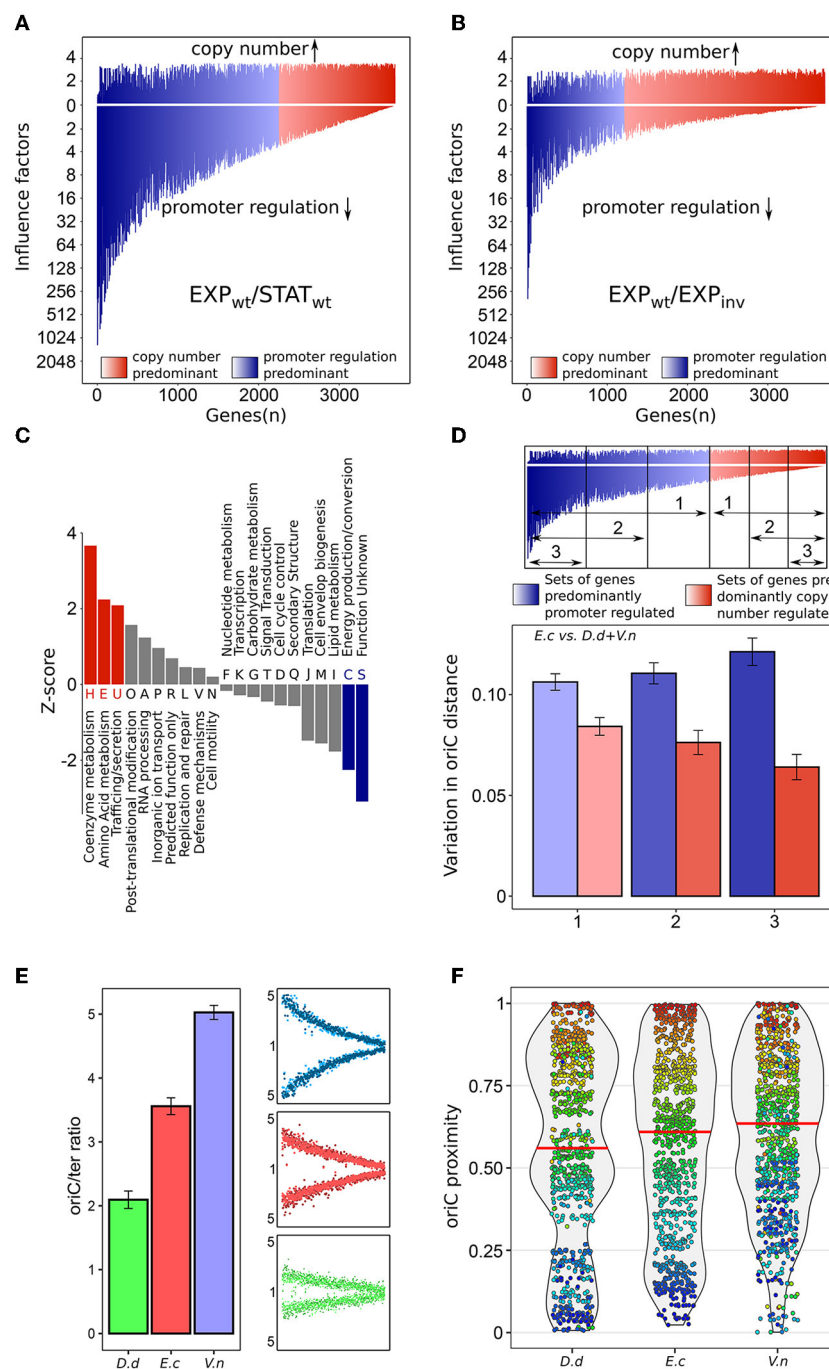 A
copy number
4
2
0
2
4
8
16
32
64
128
256
512
1024
2048
Influence factors
promoter regulation
EXPwt/STATwt
copy number predominant
promoter regulation predominant
0
1000
2000
3000
Genes(n)
B
copy number
4
2
0
2
4
8
16
32
64
128
256
512
1024
2048
Influence factors
promoter regulation
EXPwt/EXPinv
copy number predominant
promoter regulation predominant
0
1000
2000
3000
Genes(n)
C
Z-score
4
2
0
-2
Nucleotide metabolism
Transcription
Carbohydrate metabolism
Signal Transduction
Cell cycle control
Secondary Structure
Translation
Cell envelop biogenesis
Lipid metabolism
Energy production/conversion
Function Unknown
F K G T D Q J M I C S
H E U O A P R L V N
Coenzyme metabolism
Amino Acid metabolism
Trafficing/secretion
Post-translational modification
RNA processing
Inorganic ion transport
Predicted function only
Replication and repair
Defense mechanisms
Cell motility
D
1
1
2
2
3
3
Sets of genes
predominantly
promoter regulated
Sets of genes pre
dominantly copy
number regulated
E.c vs. D.d+V.n
Variation in oriC distance
0.10
0.05
0
1
2
3
E
oriC/ter ratio
5
4
3
2
1
0
D.d
E.c
V.n
5
1
5
5
1
5
5
1
5
F
oriC proximity
1
0.75
0.50
0.25
0
D.d
E.c
V.n